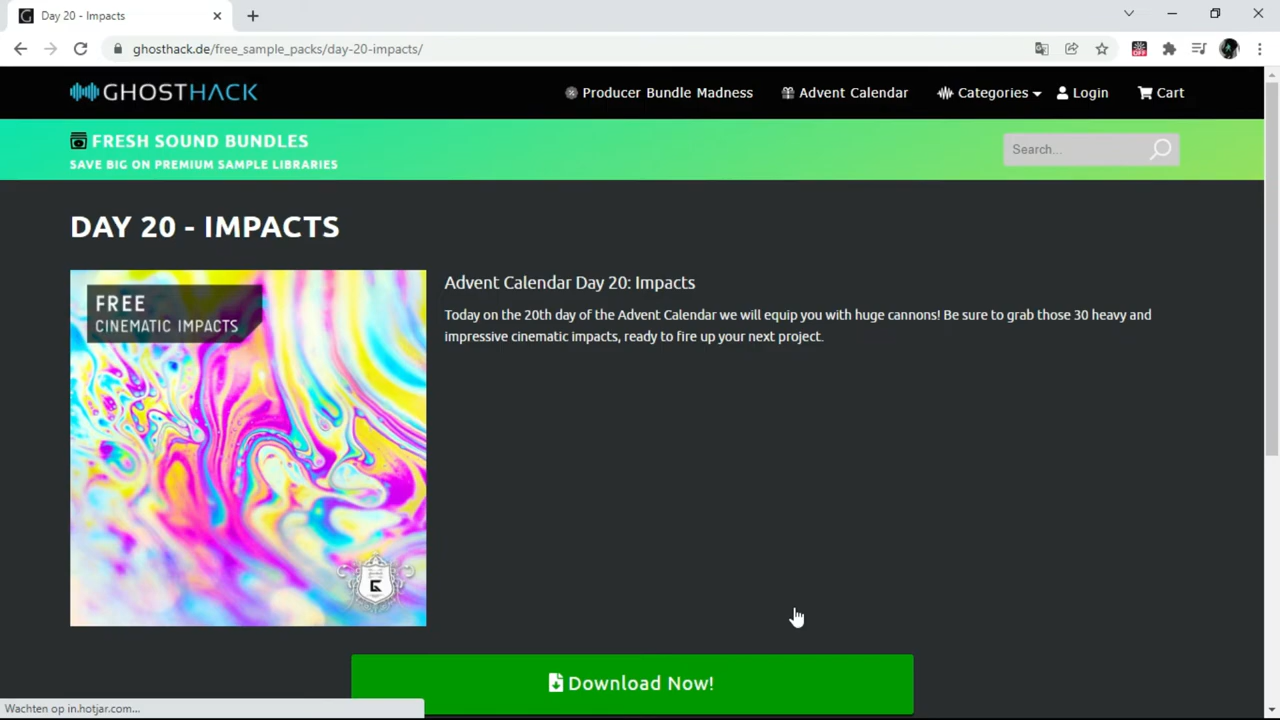 Day 20 - Impacts
ghosthack.de/free_sample_packs/day-20-impacts/
OFF
GHOSTHACK
Producer Bundle Madness
Advent Calendar
Categories
Login
Cart
FRESH SOUND BUNDLES
SAVE BIG ON PREMIUM SAMPLE LIBRARIES
Search...
DAY 20 - IMPACTS
FREE
CINEMATIC IMPACTS
Advent Calendar Day 20: Impacts
Today on the 20th day of the Advent Calendar we will equip you with huge cannons! Be sure to grab those 30 heavy and
impressive cinematic impacts, ready to fire up your next project.
Download Now!
Wachten op in.hotjar.com...